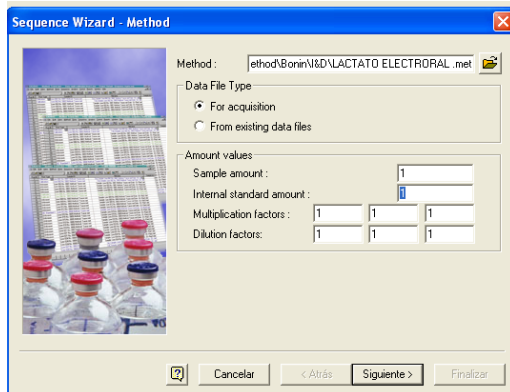 Sequence Wizard - Method
Method : ethod\Bonin\I&D\LACTATO ELECTRORAL .met
Data File Type
For acquisition
From existing data files
Amount values
Sample amount : 1
Internal standard amount : 1
Multiplication factors : 1 1 1
Dilution factors: 1 1 1
Cancelar < Atrás Siguiente > Finalizar